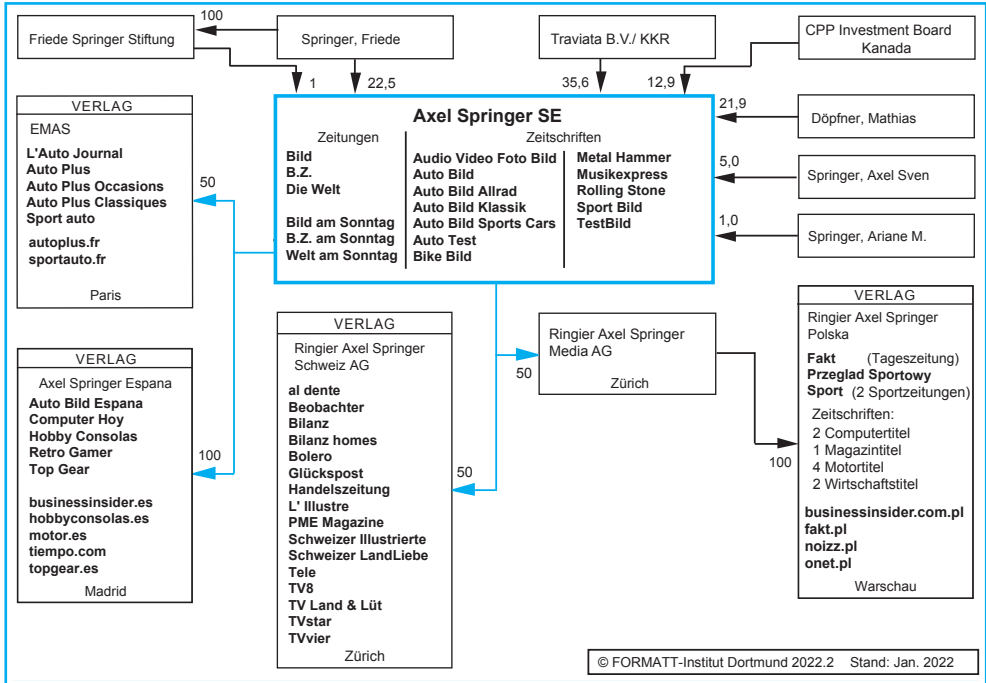 100
Friede Springer Stiftung
Springer, Friede
Traviata B.V./ KKR
CPP Investment Board
Kanada
1
22,5
35,6
12,9
VERLAG
EMAS
L'Auto Journal
Auto Plus
Auto Plus Occasions
Auto Plus Classiques
Sport auto
autoplus.fr
sportauto.fr
Paris
50
Axel Springer SE
Zeitungen
Bild
B.Z.
Die Welt
Bild am Sonntag
B.Z. am Sonntag
Welt am Sonntag
Zeitschriften
Audio Video Foto Bild
Auto Bild
Auto Bild Allrad
Auto Bild Klassik
Auto Bild Sports Cars
Auto Test
Bike Bild
Metal Hammer
Musikexpress
Rolling Stone
Sport Bild
TestBild
21,9
Döpfner, Mathias
5,0
Springer, Axel Sven
1,0
Springer, Ariane M.
VERLAG
Axel Springer Espana
Auto Bild Espana
Computer Hoy
Hobby Consolas
Retro Gamer
Top Gear
businessinsider.es
hobbyconsolas.es
motor.es
tiempo.com
topgear.es
Madrid
100
VERLAG
Ringier Axel Springer
Schweiz AG
al dente
Beobachter
Bilanz
Bilanz homes
Bolero
Glückspost
Handelszeitung
L' Illustre
PME Magazine
Schweizer Illustrierte
Schweizer LandLiebe
Tele
TV8
TV Land & Lüt
TVstar
TVvier
Zürich
50
Ringier Axel Springer
Media AG
Zürich
50
VERLAG
Ringier Axel Springer
Polska
Fakt (Tageszeitung)
Przeglad Sportowy
Sport (2 Sportzeitungen)
Zeitschriften:
2 Computertitel
1 Magazintitel
4 Motortitel
2 Wirtschaftstitel
businessinsider.com.pl
fakt.pl
noizz.pl
onet.pl
Warschau
100
© FORMATT-Institut Dortmund 2022.2 Stand: Jan. 2022